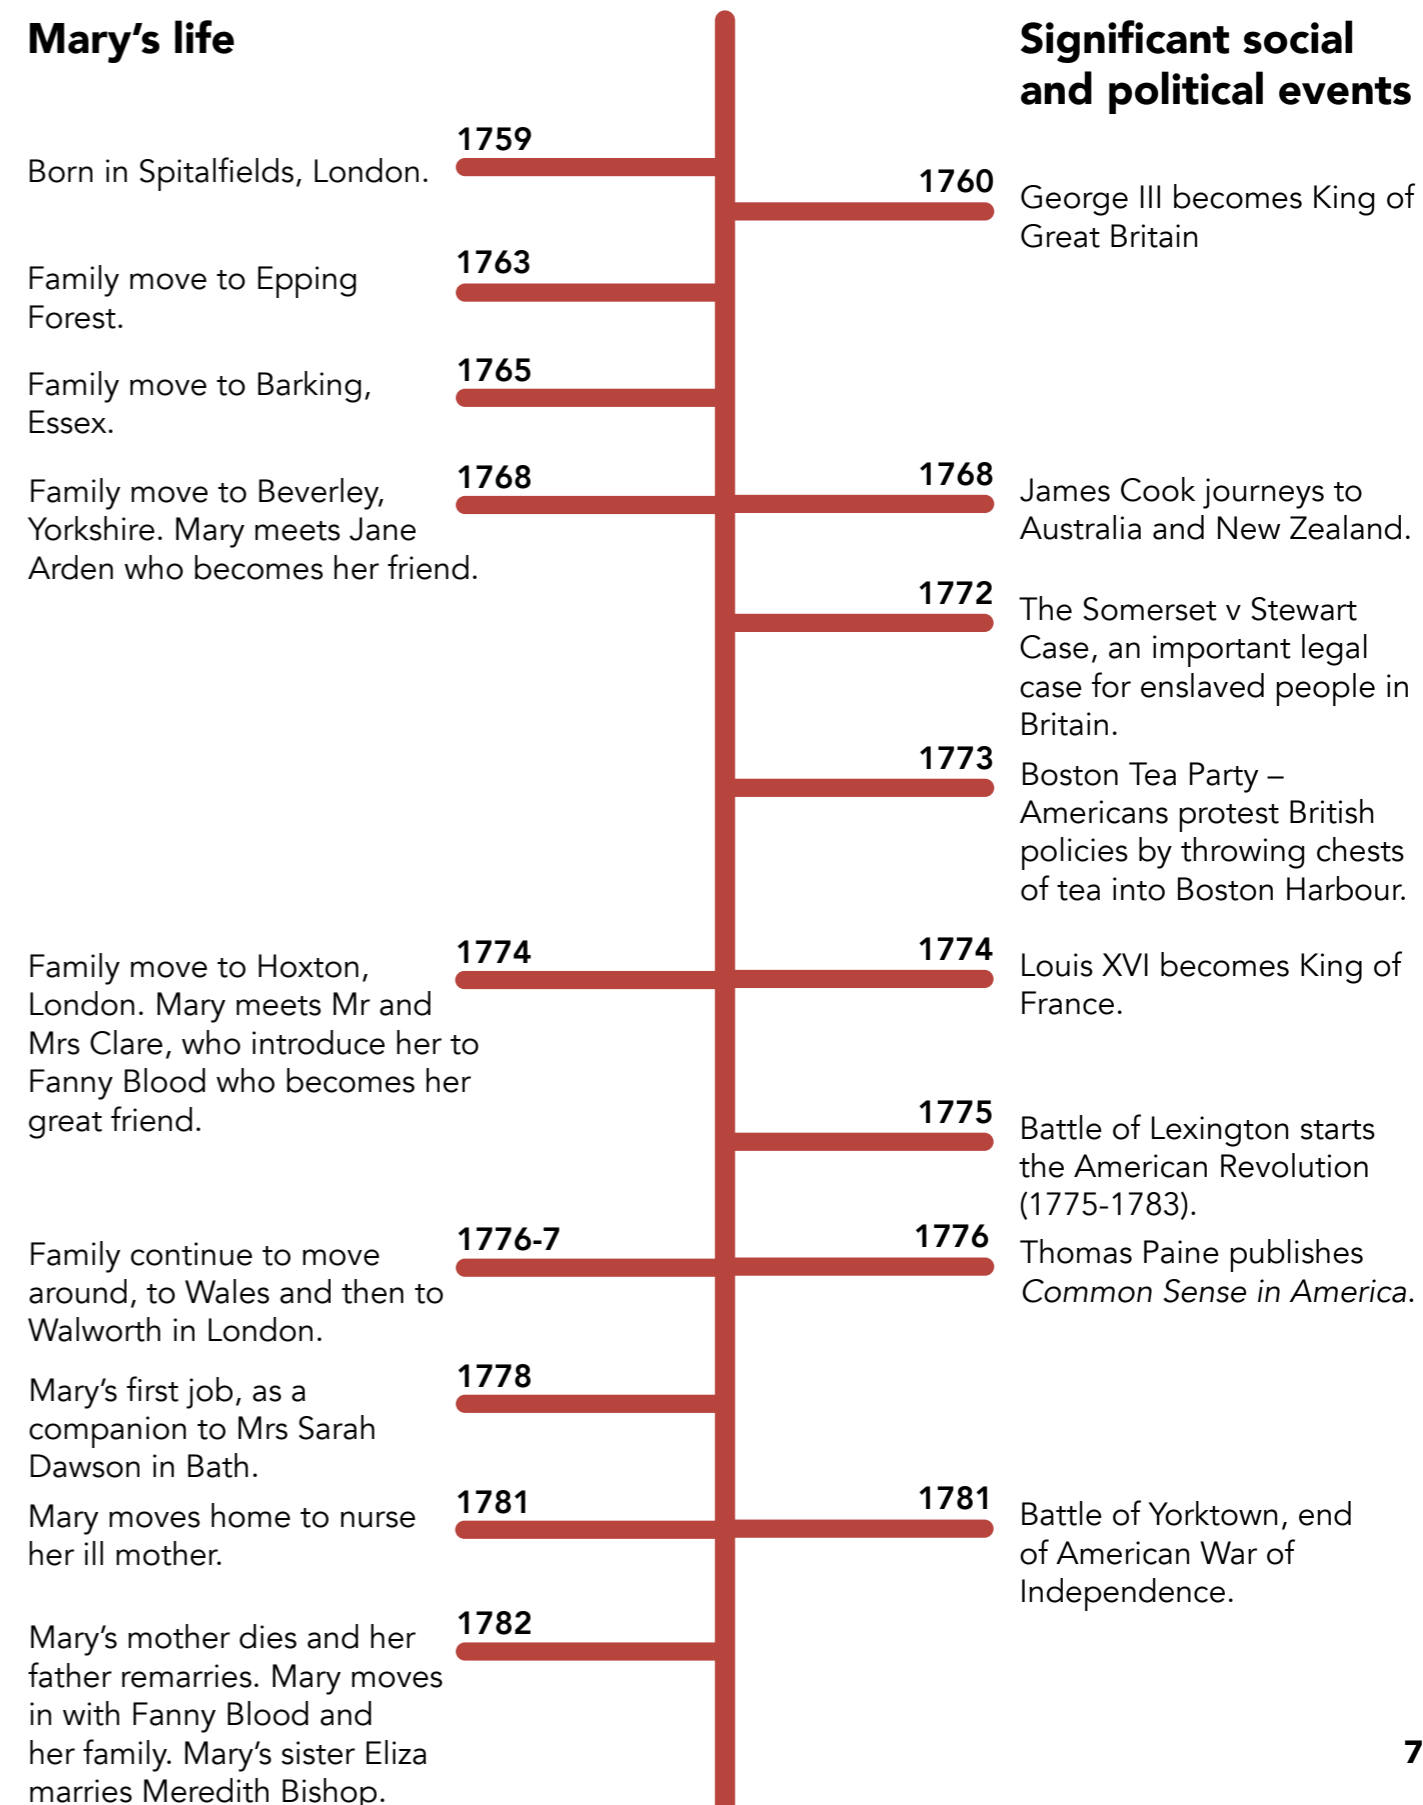 Mary’s life
Significant social
and political events
1759
Born in Spitalfields, London.
1760
George III becomes King of
Great Britain
1763
Family move to Epping
Forest.
1765
Family move to Barking,
Essex.
1768
Family move to Beverley,
Yorkshire. Mary meets Jane
Arden who becomes her friend.
1768
James Cook journeys to
Australia and New Zealand.
1772
The Somerset v Stewart
Case, an important legal
case for enslaved people in
Britain.
1773
Boston Tea Party –
Americans protest British
policies by throwing chests
of tea into Boston Harbour.
1774
Family move to Hoxton,
London. Mary meets Mr and
Mrs Clare, who introduce her to
Fanny Blood who becomes her
great friend.
1774
Louis XVI becomes King of
France.
1775
Battle of Lexington starts
the American Revolution
(1775-1783).
1776-7
Family continue to move
around, to Wales and then to
Walworth in London.
1776
Thomas Paine publishes
Common Sense in America.
1778
Mary’s first job, as a
companion to Mrs Sarah
Dawson in Bath.
1781
Mary moves home to nurse
her ill mother.
1781
Battle of Yorktown, end
of American War of
Independence.
1782
Mary’s mother dies and her
father remarries. Mary moves
in with Fanny Blood and
her family. Mary’s sister Eliza
marries Meredith Bishop.
7